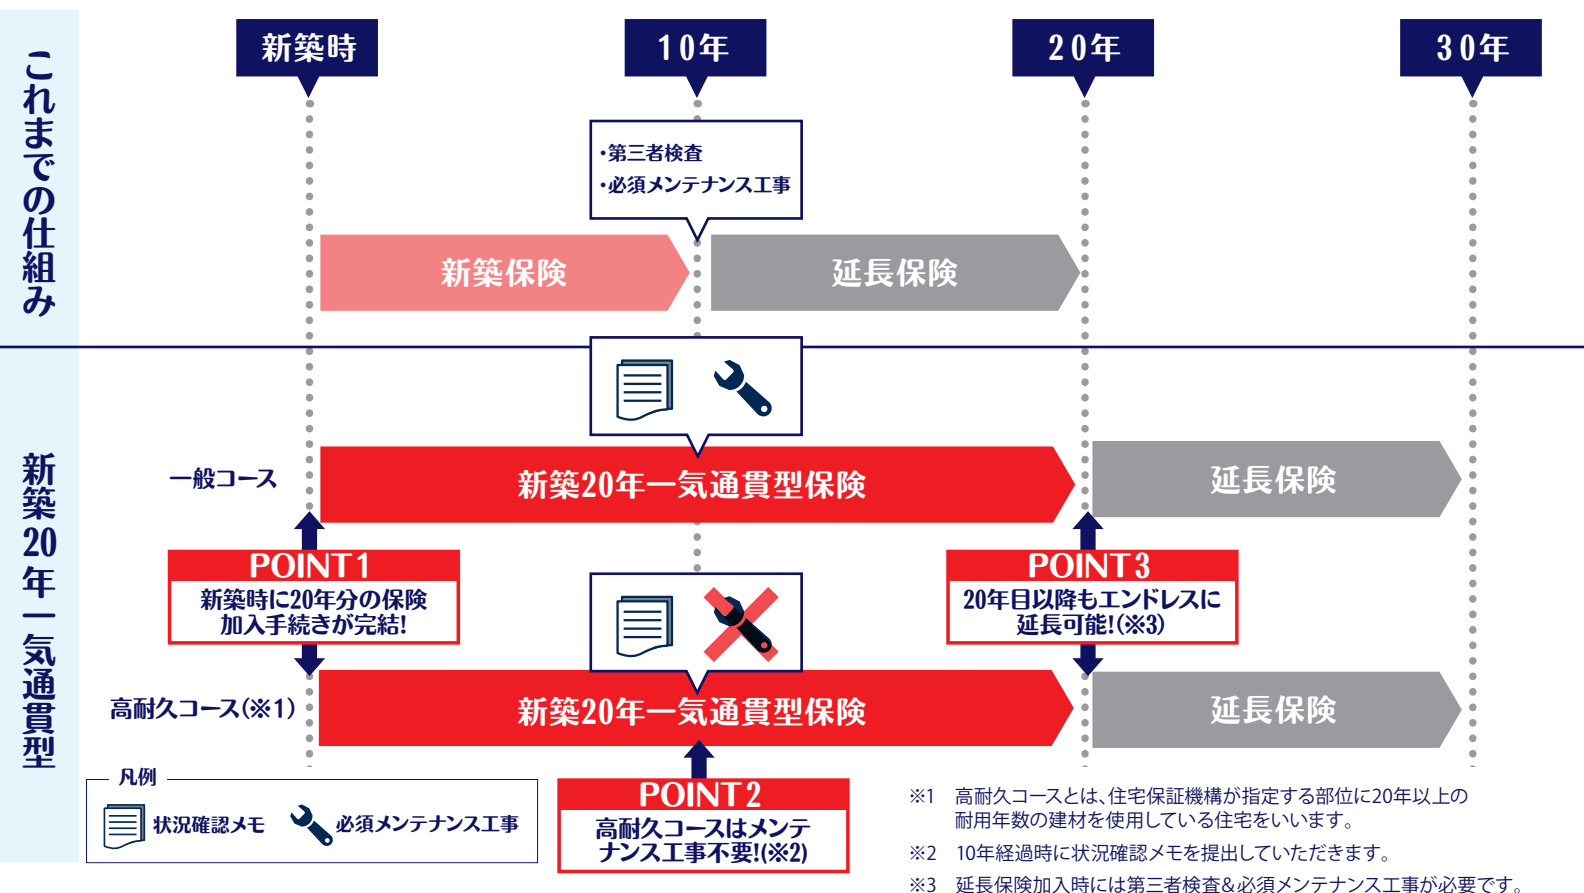 新築時
10年
20年
30年
これまでの仕組み
・第三者検査
・必須メンテナンス工事
新築保険
延長保険
新築20年一気通貫型
一般コース
新築20年一気通貫型保険
延長保険
POINT1
新築時に20年分の保険
加入手続きが完結!
POINT3
20年目以降もエンドレスに
延長可能!(※3)
高耐久コース(※1)
新築20年一気通貫型保険
延長保険
凡例
状況確認メモ
必須メンテナンス工事
POINT2
高耐久コースはメンテ
ナンス工事不要!(※2)
※1 高耐久コースとは、住宅保証機構が指定する部位に20年以上の
耐用年数の建材を使用している住宅をいいます。
※2 10年経過時に状況確認メモを提出していただきます。
※3 延長保険加入時には第三者検査&必須メンテナンス工事が必要です。